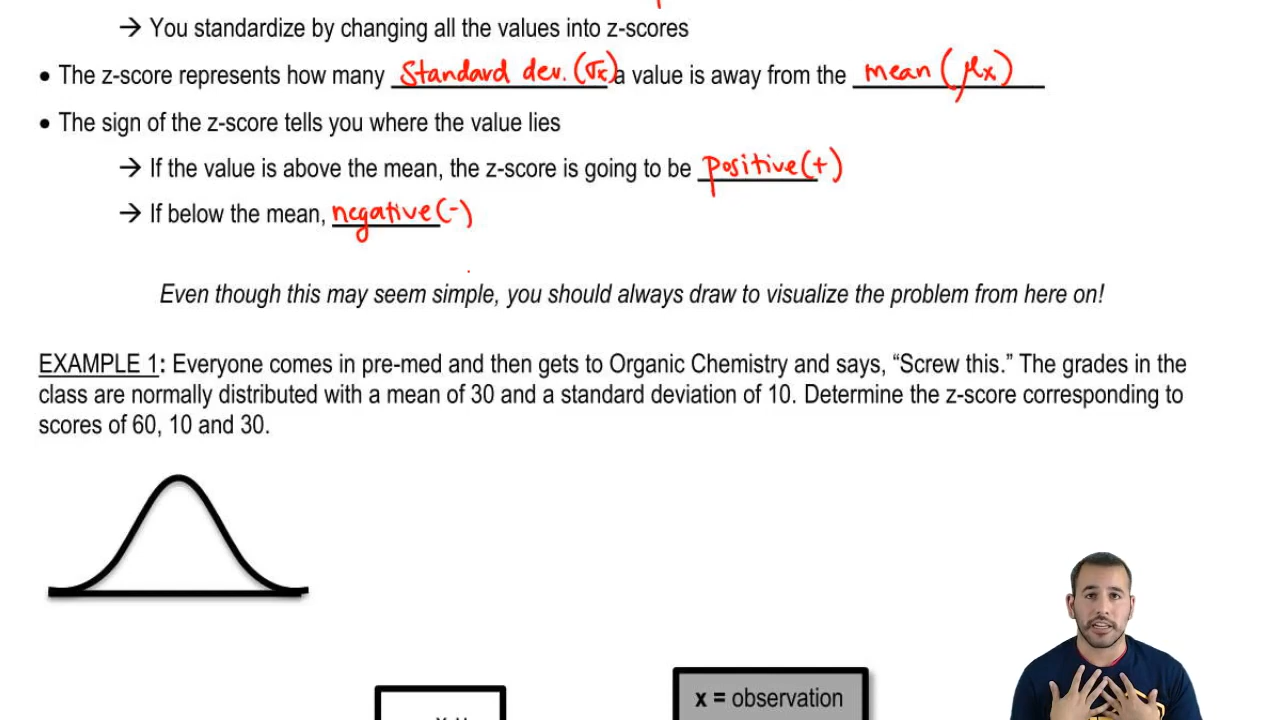 → You standardize by changing all the values into z-scores
• The z-score represents how many Standard dev. (σx) a value is away from the mean (μx)
• The sign of the z-score tells you where the value lies
→ If the value is above the mean, the z-score is going to be positive (+)
→ If below the mean, negative (-)
Even though this may seem simple, you should always draw to visualize the problem from here on!
EXAMPLE 1: Everyone comes in pre-med and then gets to Organic Chemistry and says, “Screw this.” The grades in the
class are normally distributed with a mean of 30 and a standard deviation of 10. Determine the z-score corresponding to
scores of 60, 10 and 30.
x = observation